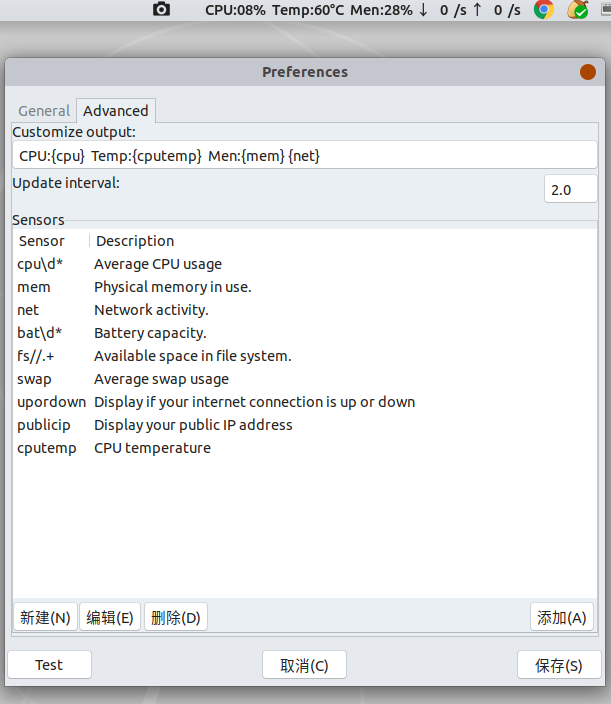 CPU:08% Temp:60°C Men:28% ↓ 0 /s ↑ 0 /s
Preferences
General Advanced
Customize output:
CPU:{cpu} Temp:{cputemp} Men:{mem} {net}
Update interval:
2.0
Sensors
Sensor Description
cpu\d* Average CPU usage
mem Physical memory in use.
net Network activity.
bat\d* Battery capacity.
fs//.+ Available space in file system.
swap Average swap usage
upordown Display if your internet connection is up or down
publicip Display your public IP address
cputemp CPU temperature
新建(N) 编辑(E) 删除(D) 添加(A)
Test 取消(C) 保存(S)